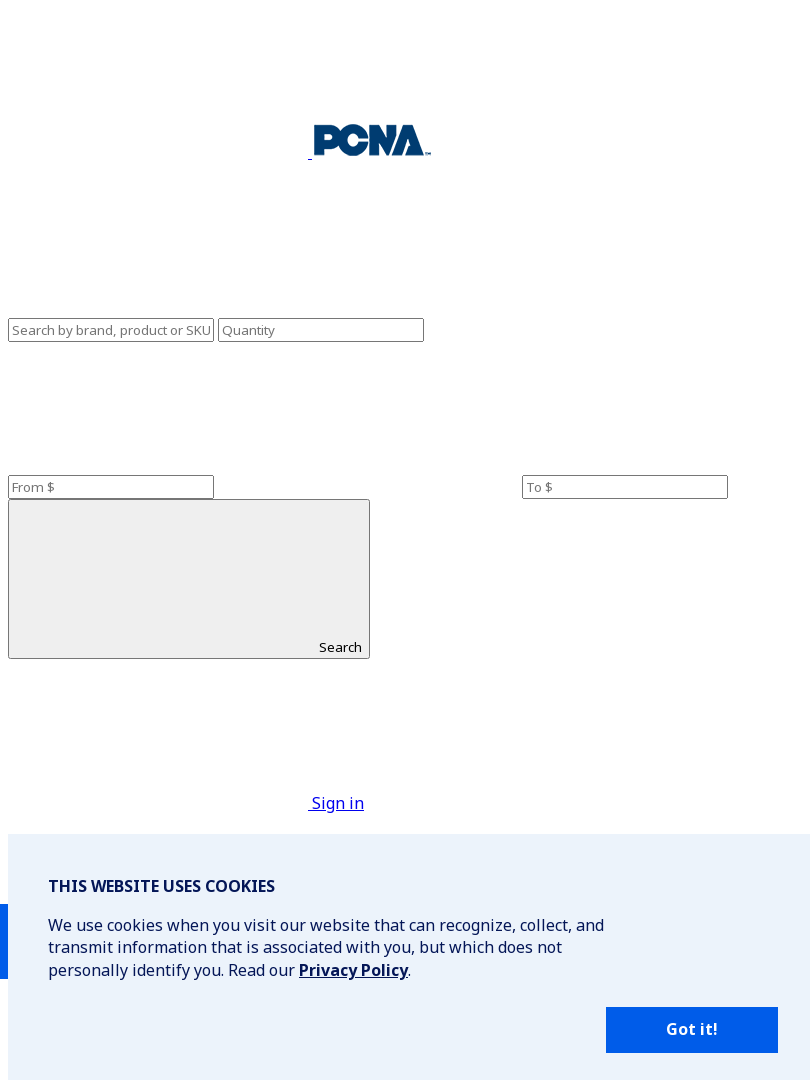 PCNA™
Search by brand, product or SKU Quantity
From $ To $
Search
Sign in
THIS WEBSITE USES COOKIES
We use cookies when you visit our website that can recognize, collect, and
transmit information that is associated with you, but which does not
personally identify you. Read our Privacy Policy.
Got it!